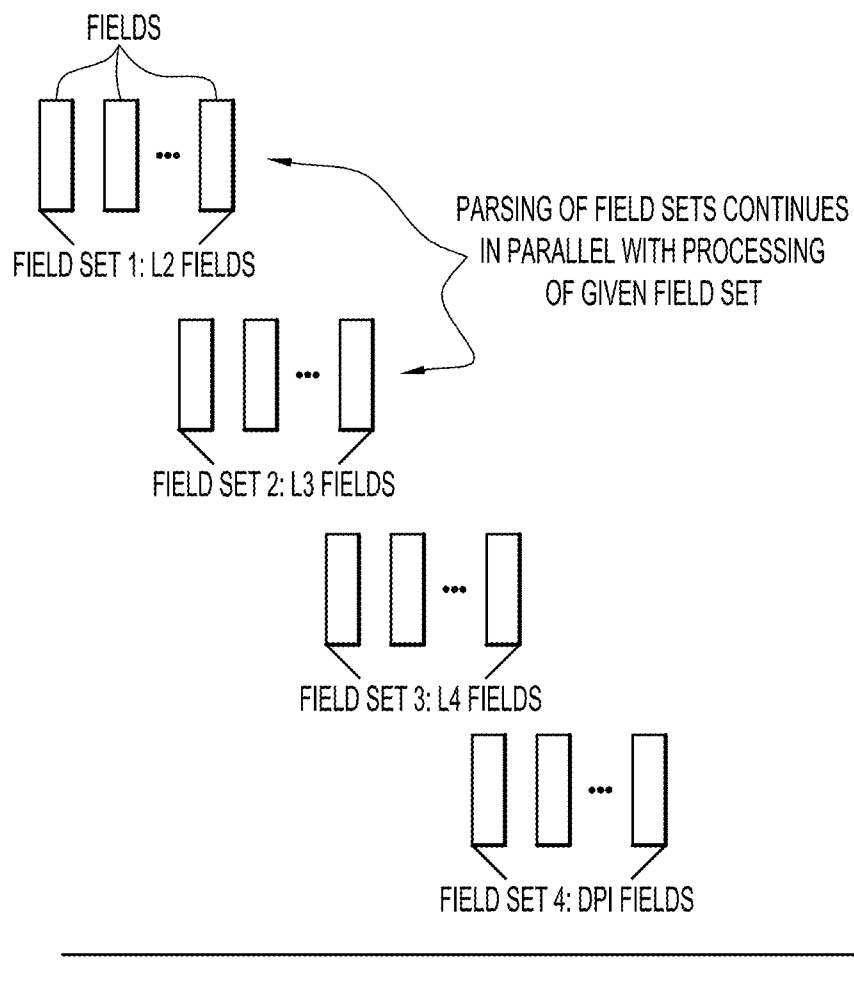 FIELDS
FIELD SET 1: L2 FIELDS
PARSING OF FIELD SETS CONTINUES
IN PARALLEL WITH PROCESSING
OF GIVEN FIELD SET
FIELD SET 2: L3 FIELDS
FIELD SET 3: L4 FIELDS
FIELD SET 4: DPI FIELDS